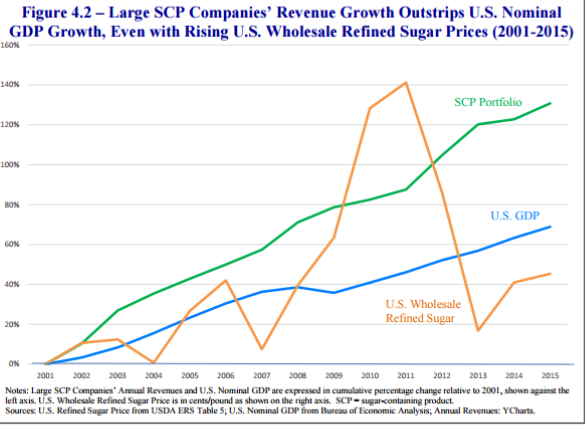 Figure 4.2 – Large SCP Companies' Revenue Growth Outstrips U.S. Nominal
GDP Growth, Even with Rising U.S. Wholesale Refined Sugar Prices (2001-2015)
160%
140%
SCP Portfolio
120%
100%
80%
U.S. GDP
60%
40%
U.S. Wholesale
Refined Sugar
20%
0%
2001 2002 2003 2004 2005 2006 2007 2008 2009 2010 2011 2012 2013 2014 2015
Notes: Large SCP Companies' Annual Revenues and U.S. Nominal GDP are expressed in cumulative percentage change relative to 2001, shown against the
left axis. U.S. Wholesale Refined Sugar Price is in cents/pound as shown on the right axis. SCP = sugar-containing product.
Sources: U.S. Refined Sugar Price from USDA ERS Table 5; U.S. Nominal GDP from Bureau of Economic Analysis; Annual Revenues: YCharts.